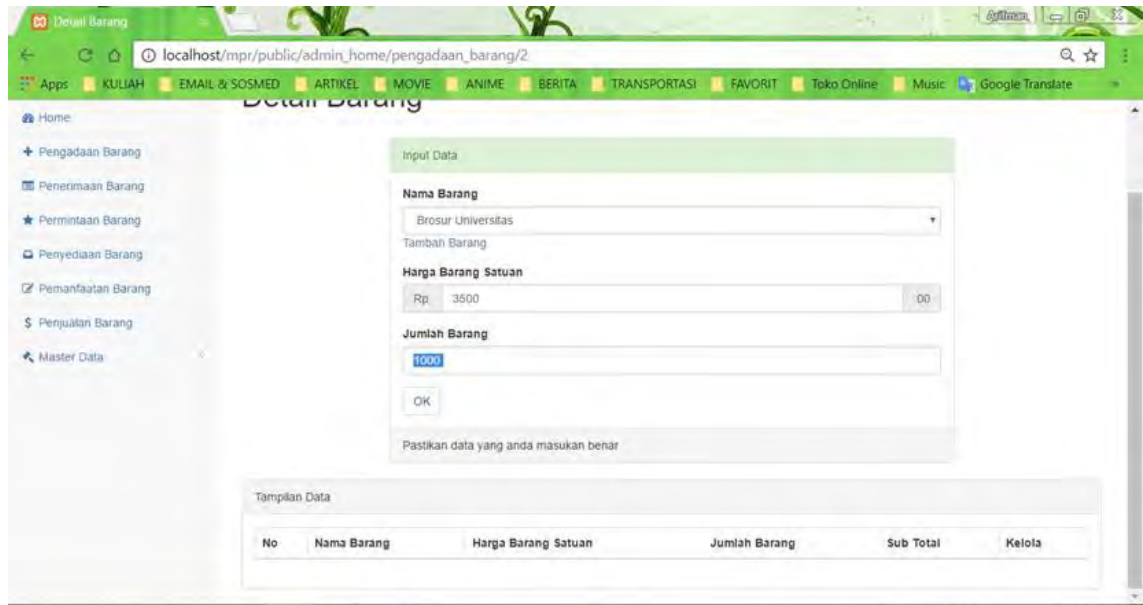 Detail Barang
localhost/mpr/public/admin_home/pengadaan_barang/2
Apps KULIAH EMAIL & SOSMED ARTIKEL MOVIE ANIME BERITA TRANSPORTASI FAVORIT Toko Online Music Google Translate
Detail Barang
Home
Pengadaan Barang
Penerimaan Barang
Permintaan Barang
Penyediaan Barang
Pemanfaatan Barang
$ Penjualan Barang
Master Data
Input Data
Nama Barang
Brosur Universitas
Tambah Barang
Harga Barang Satuan
Rp 3500 00
Jumlah Barang
1000
OK
Pastikan data yang anda masukan benar
Tampilan Data
No Nama Barang Harga Barang Satuan Jumlah Barang Sub Total Kelola